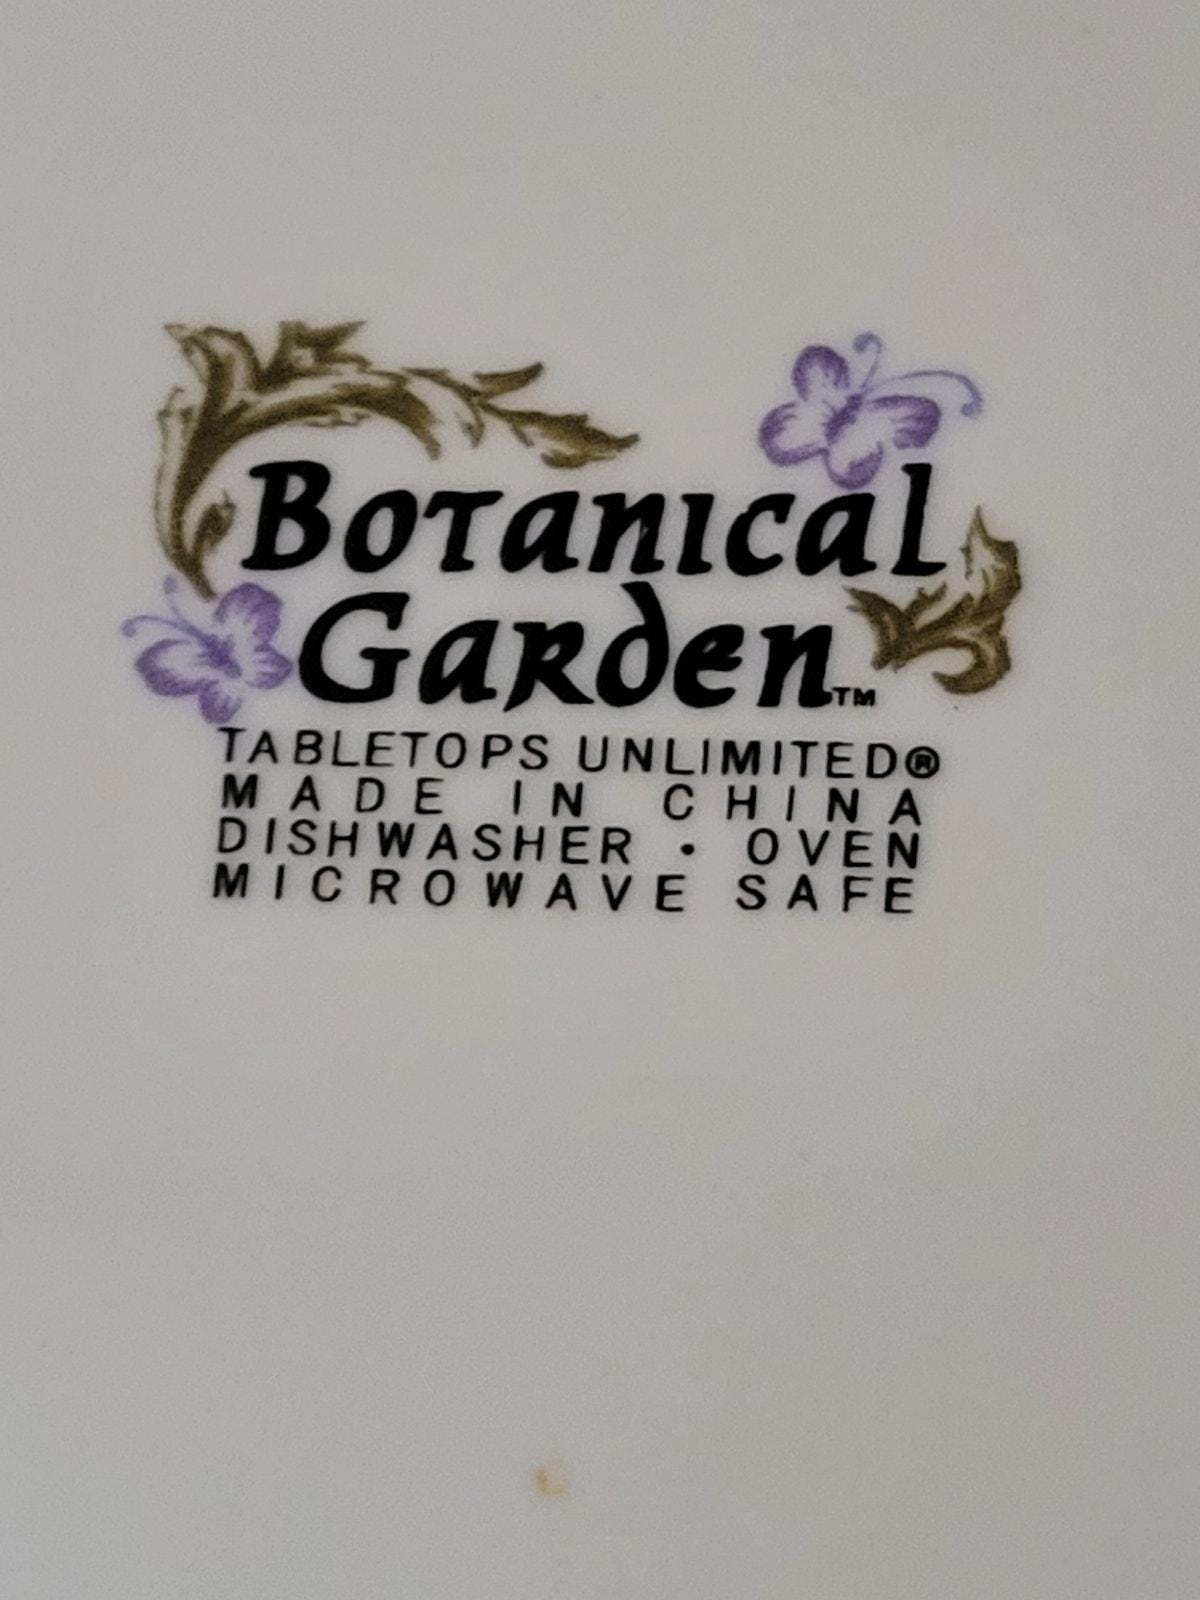 Botanical
Garden™
TABLETOPS UNLIMITED®
MADE IN CHINA
DISHWASHER • OVEN
MICROWAVE SAFE